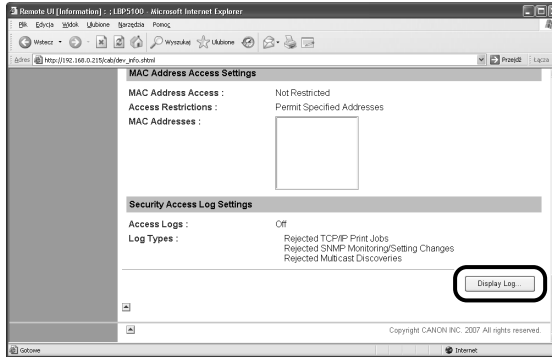 Remote UI [Information] : ; ; LBP5100 - Microsoft Internet Explorer
Plik Edycja Widok Ulubione Narzędzia Pomoc
Wstecz Wyszukaj Ulubione
Adres http://192.168.0.215/cab/dev_info.shtml Przejdź Łącza
MAC Address Access Settings
MAC Address Access : Not Restricted
Access Restrictions : Permit Specified Addresses
MAC Addresses :
Security Access Log Settings
Access Logs : Off
Log Types : Rejected TCP/IP Print Jobs
Rejected SNMP Monitoring/Setting Changes
Rejected Multicast Discoveries
Display Log...
Copyright CANON INC. 2007 All rights reserved.
Gotowe Internet